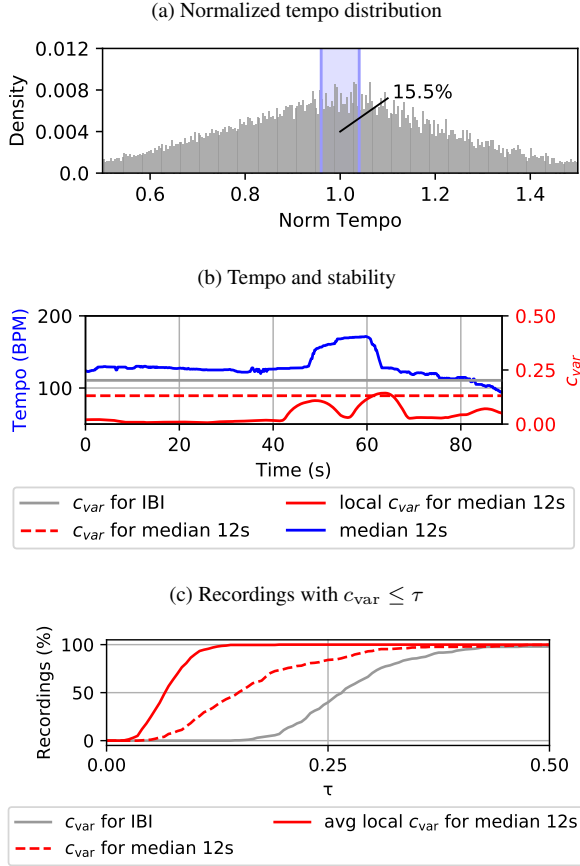 (a) Normalized tempo distribution
0.012
0.008
0.004
0.0
Density
15.5%
0.6
0.8
1.0
1.2
1.4
Norm Tempo
(b) Tempo and stability
200
100
Tempo (BPM)
0.50
0.25
0.00
c_var
0
20
40
60
80
Time (s)
c_var for IBI
c_var for median 12s
local c_var for median 12s
median 12s
(c) Recordings with c_var ≤ τ
100
50
0
Recordings (%)
0.00
0.25
0.50
τ
c_var for IBI
c_var for median 12s
avg local c_var for median 12s